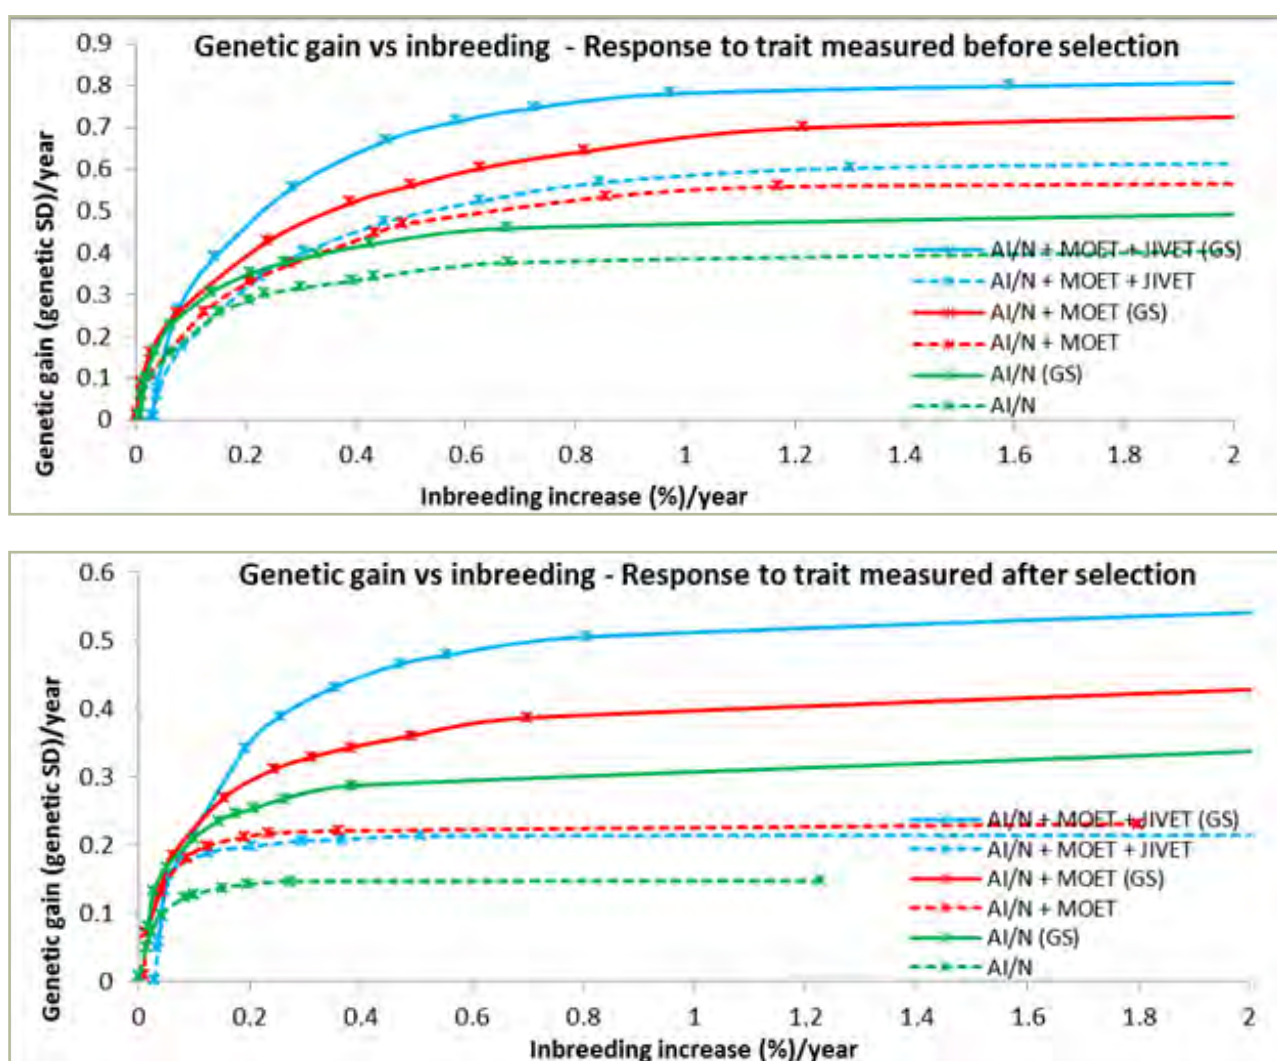 Genetic gain vs inbreeding - Response to trait measured before selection
Genetic gain (genetic SD)/year
0.9
0.8
0.7
0.6
0.5
0.4
0.3
0.2
0.1
0
AI/N + MOET + JIVET (GS)
AI/N + MOET + JIVET
AI/N + MOET (GS)
AI/N + MOET
AI/N (GS)
AI/N
0 0.2 0.4 0.6 0.8 1 1.2 1.4 1.6 1.8 2
Inbreeding increase (%)/year
Genetic gain vs inbreeding - Response to trait measured after selection
Genetic gain (genetic SD)/year
0.6
0.5
0.4
0.3
0.2
0.1
0
AI/N + MOET + JIVET (GS)
AI/N + MOET + JIVET
AI/N + MOET (GS)
AI/N + MOET
AI/N (GS)
AI/N
0 0.2 0.4 0.6 0.8 1 1.2 1.4 1.6 1.8 2
Inbreeding increase (%)/year